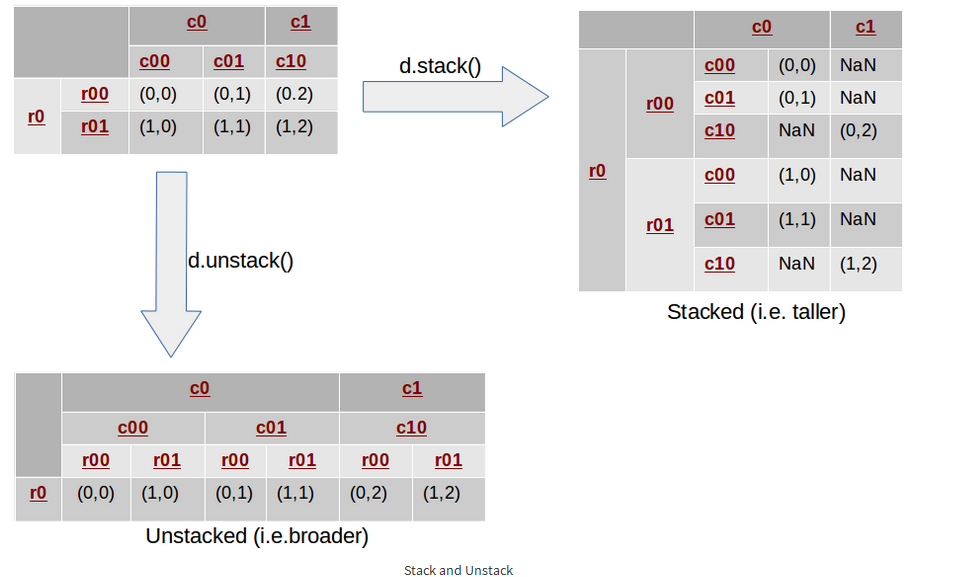 c0 c1
c00 c01 c10
r0 r00 (0,0) (0,1) (0.2)
r01 (1,0) (1,1) (1,2)
d.stack()
c0 c1
r0 r00 c00 (0,0) NaN
c01 (0,1) NaN
c10 NaN (0,2)
r01 c00 (1,0) NaN
c01 (1,1) NaN
c10 NaN (1,2)
Stacked (i.e. taller)
d.unstack()
c0 c1
c00 c01 c10
r00 r01 r00 r01 r00 r01
r0 (0,0) (1,0) (0,1) (1,1) (0,2) (1,2)
Unstacked (i.e.broader)
Stack and Unstack